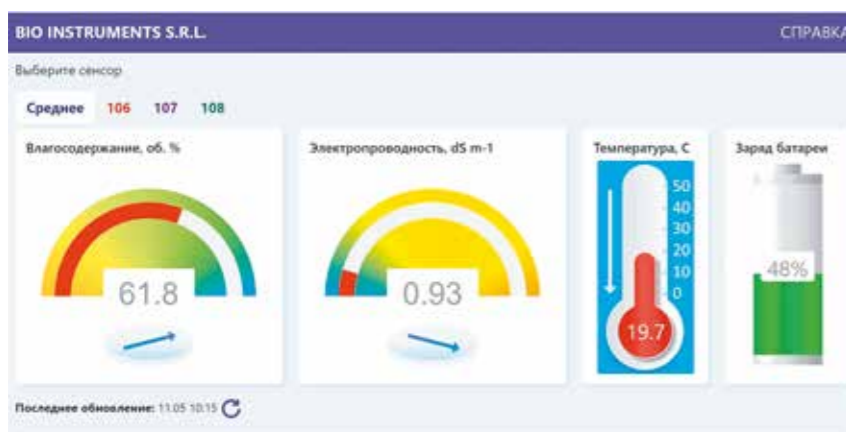 BIO INSTRUMENTS S.R.L.
СПРАВКА
Выберите сенсор
Среднее 106 107 108
Влагосодержание, об. %
61.8
Электропроводность, dS m-1
0.93
Температура, С
50
40
30
20
10
0
19.7
Заряд батареи
48%
Последнее обновление: 11.05 10:15